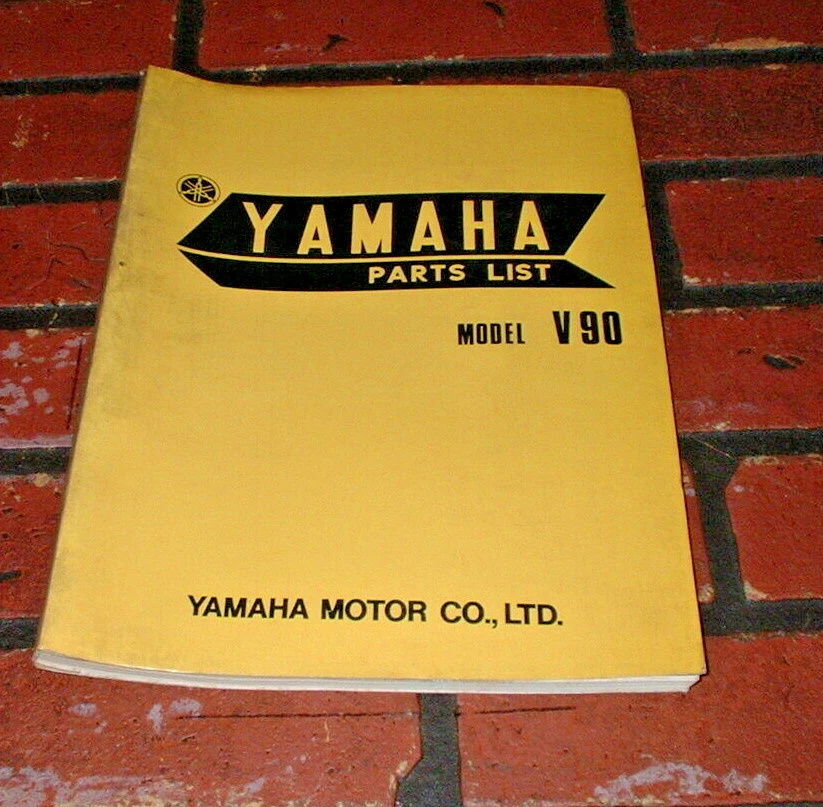 YAMAHA
PARTS LIST
MODEL V90
YAMAHA MOTOR CO., LTD.